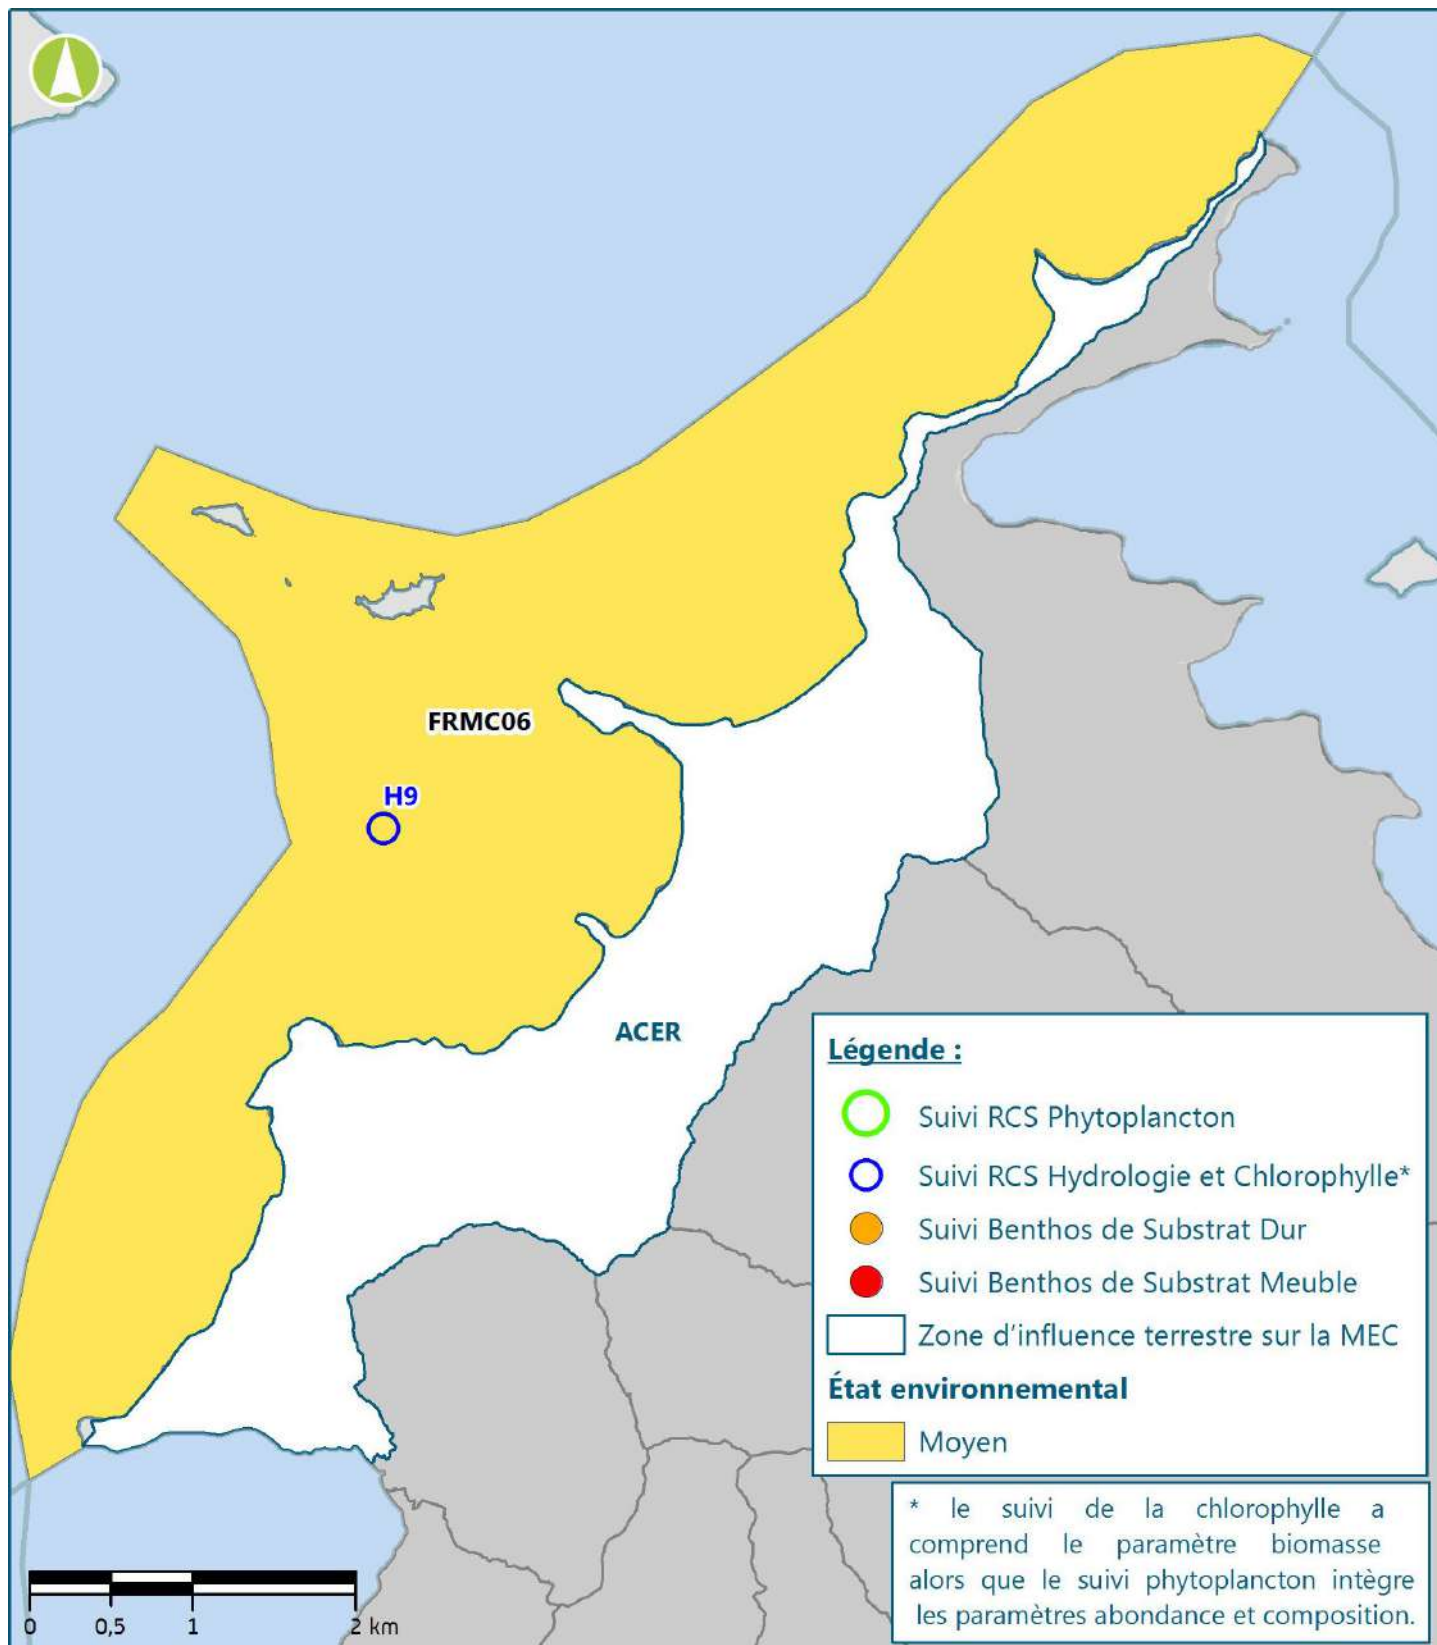 FRMC06
H9
ACER
Légende :
Suivi RCS Phytoplancton
Suivi RCS Hydrologie et Chlorophylle*
Suivi Benthos de Substrat Dur
Suivi Benthos de Substrat Meuble
Zone d'influence terrestre sur la MEC
État environnemental
Moyen
* le suivi de la chlorophylle a
comprend le paramètre biomasse
alors que le suivi phytoplancton intègre
les paramètres abondance et composition.
0 0,5 1 2 km